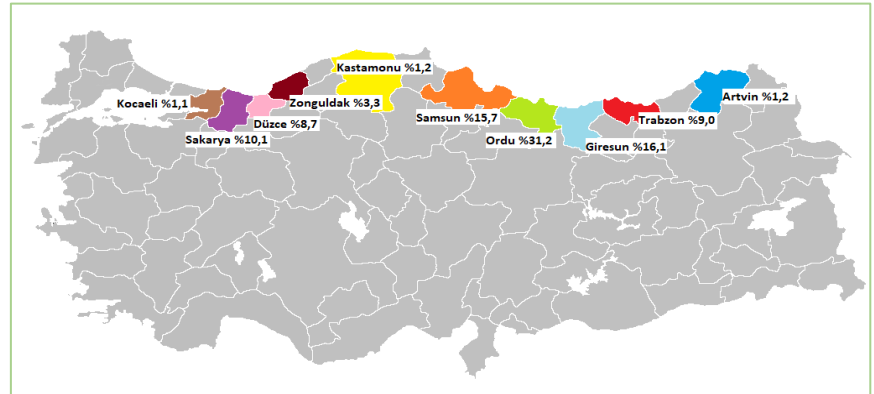 Kastamonu %1,2
Kocaeli %1,1
Zonguldak %3,3
Artvin %1,2
Düzce %8,7
Samsun %15,7
Trabzon %9,0
Sakarya %10,1
Ordu %31,2
Giresun %16,1